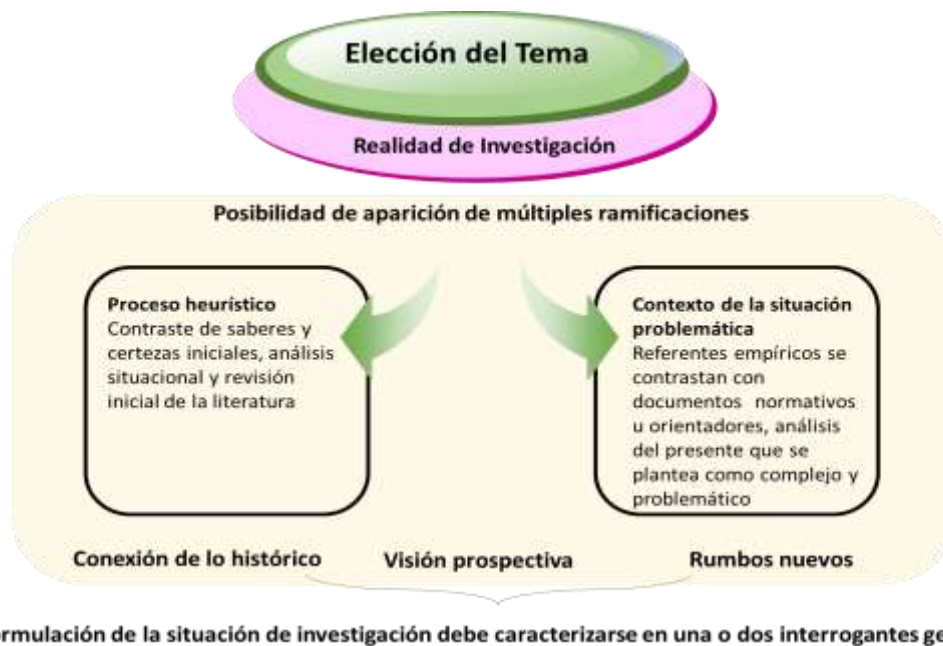 Elección del Tema
Realidad de Investigación
Posibilidad de aparición de múltiples ramificaciones
Proceso heurístico
Contraste de saberes y
certezas iniciales, análisis
situacional y revisión
inicial de la literatura
Contexto de la situación
problemática
Referentes empíricos se
contrastan con
documentos normativos
u orientadores, análisis
del presente que se
plantea como complejo y
problemático
Conexión de lo histórico Visión prospectiva Rumbos nuevos
de la situación de investigación debe caracterizarse en una o dos interrogantes